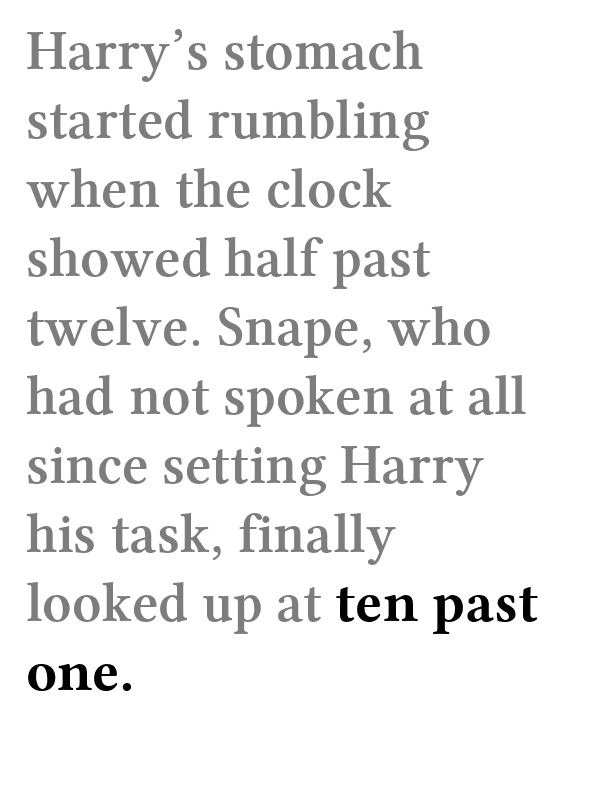 Harry’s stomach
started rumbling
when the clock
showed half past
twelve. Snape, who
had not spoken at all
since setting Harry
his task, finally
looked up at ten past
one.